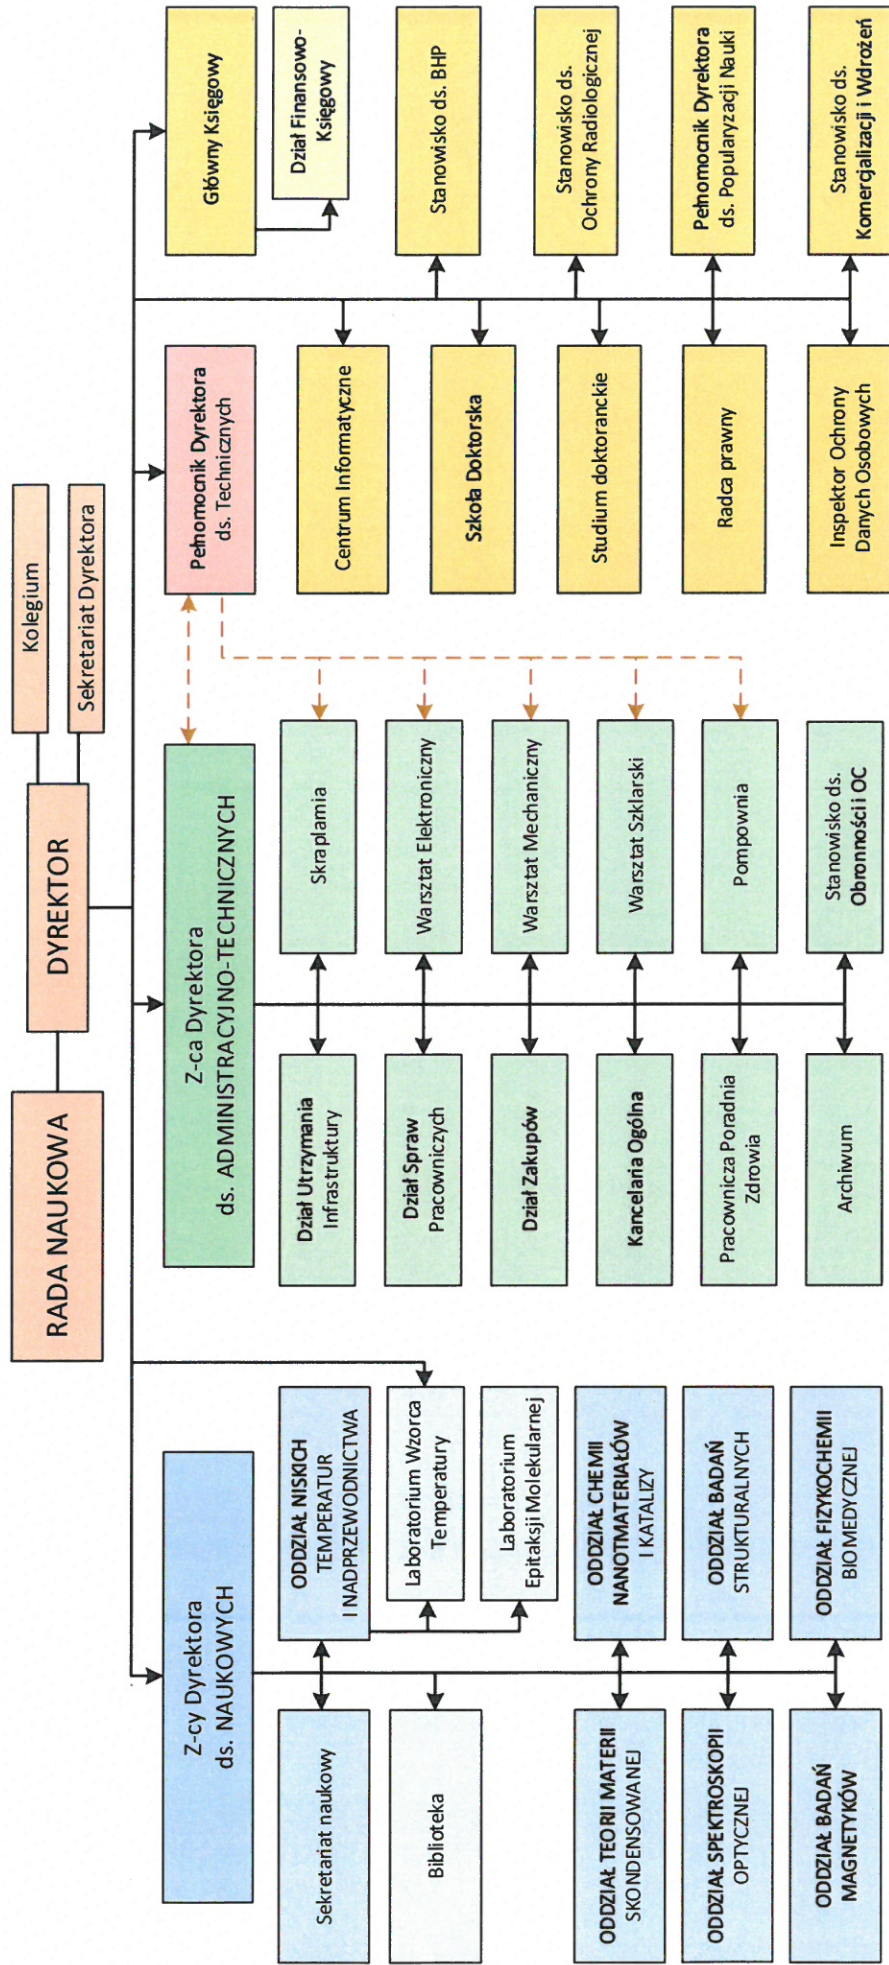 RADA NAUKOWA
DYREKTOR
Kolegium
Sekretariat Dyrektora
Z-cy Dyrektora
ds. NAUKOWYCH
Sekretariat naukowy
Biblioteka
ODDZIAŁ TEORII MATERII
SKONDENSOWANEJ
ODDZIAŁ SPEKTROSKOPII
OPTYCZNEJ
ODDZIAŁ BADAŃ
MAGNETYKÓW
ODDZIAŁ NISKICH
TEMPERATUR
I NADPRZEWODNICTWA
Laboratorium Wzorca
Temperatury
Laboratorium
Epitaksji Molekularnej
ODDZIAŁ CHEMII
NANOTMATERIAŁÓW
I KATALIZY
ODDZIAŁ BADAŃ
STRUKTURALNYCH
ODDZIAŁ FIZYKOCHEMII
BIOMEDYCZNEJ
Z-ca Dyrektora
ds. ADMINISTRACYJNO-TECHNICZNYCH
Dział Utrzymania
Infrastruktury
Dział Spraw
Pracowniczych
Dział Zakupów
Kancelaria Ogólna
Pracownicza Poradnia
Zdrowia
Archiwum
Skraplarnia
Warsztat Elektroniczny
Warsztat Mechaniczny
Warsztat Szklarski
Pompownia
Stanowisko ds.
Obronności i OC
Pełnomocnik Dyrektora
ds. Technicznych
Centrum Informatyczne
Szkoła Doktorska
Studium doktoranckie
Radca prawny
Inspektor Ochrony
Danych Osobowych
Główny Księgowy
Dział Finansowo-
Księgowy
Stanowisko ds. BHP
Stanowisko ds.
Ochrony Radiologicznej
Pełnomocnik Dyrektora
ds. Popularyzacji Nauki
Stanowisko ds.
Komercjalizacji i Wdrożeń